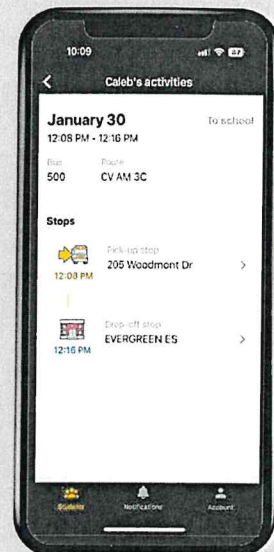 10:09
87
Caleb's activities
January 30
To school
12:08 PM - 12:16 PM
Bus
Route
500
CV AM 3C
Stops
Pick-up stop
205 Woodmont Dr
12:08 PM
Drop-off stop
EVERGREEN ES
12:16 PM
Students
Notifications
Account